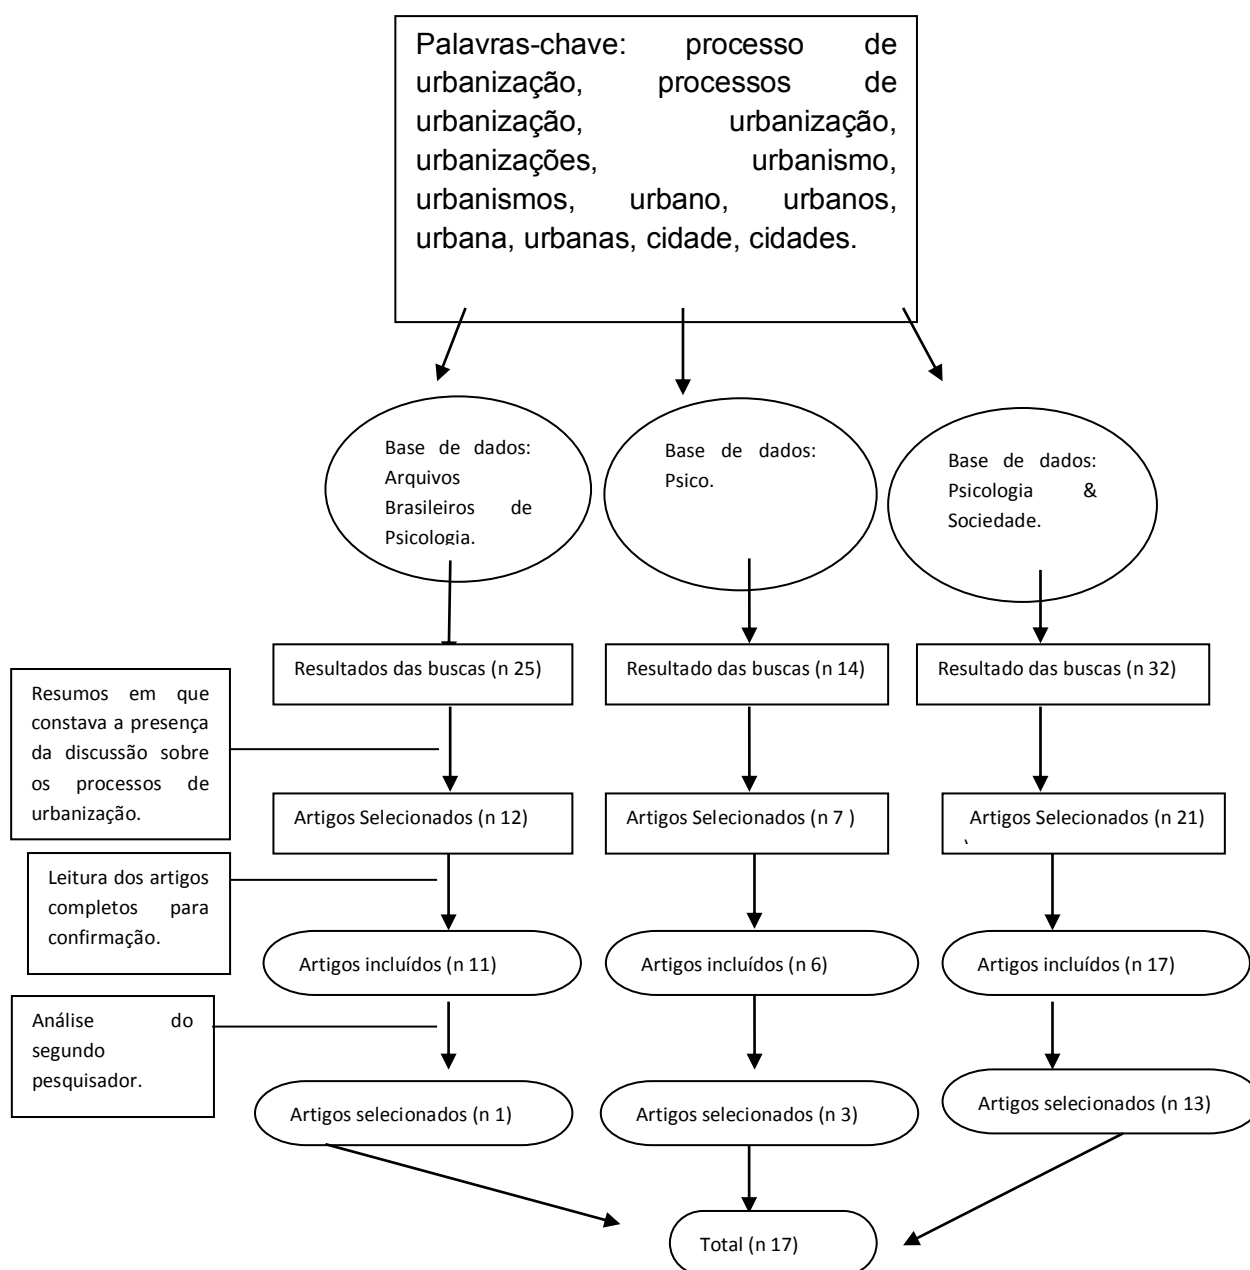 Palavras-chave: processo de
urbanização, processos de
urbanização, urbanização,
urbanizações, urbanismo,
urbanismos, urbano, urbanos,
urbana, urbanas, cidade, cidades.
Base de dados:
Arquivos
Brasileiros de
Psicologia.
Base de dados:
Psico.
Base de dados:
Psicologia &
Sociedade.
Resultados das buscas (n 25)
Resultado das buscas (n 14)
Resultado das buscas (n 32)
Resumos em que
constava a presença
da discussão sobre
os processos de
urbanização.
Artigos Selecionados (n 12)
Artigos Selecionados (n 7 )
Artigos Selecionados (n 21)
Leitura dos artigos
completos para
confirmação.
Artigos incluídos (n 11)
Artigos incluídos (n 6)
Artigos incluídos (n 17)
Análise do
segundo
pesquisador.
Artigos selecionados (n 1)
Artigos selecionados (n 3)
Artigos selecionados (n 13)
Total (n 17)